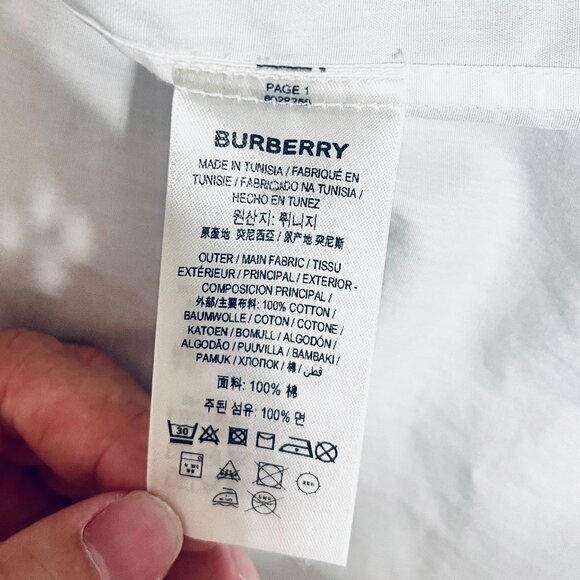 PAGE 1
8028250
BURBERRY
MADE IN TUNISIA / FABRIQUÉ EN
TUNISIE / FABRICADO NA TUNISIA /
HECHO EN TUNEZ
원산지: 튀니지
原產地 突尼西亞 / 原产地 突尼斯
OUTER / MAIN FABRIC / TISSU
EXTÉRIEUR / PRINCIPAL / EXTERIOR -
COMPOSICION PRINCIPAL /
外部/主要布料: 100% COTTON /
BAUMWOLLE / COTON / COTONE /
KATOEN / BOMULL / ALGODÓN /
ALGODÃO / PUUVILLA / BAMBAKI /
PAMUK / ХЛОПОК / 棉 / قطن /
面料: 100% 棉
주된 섬유: 100% 면
30